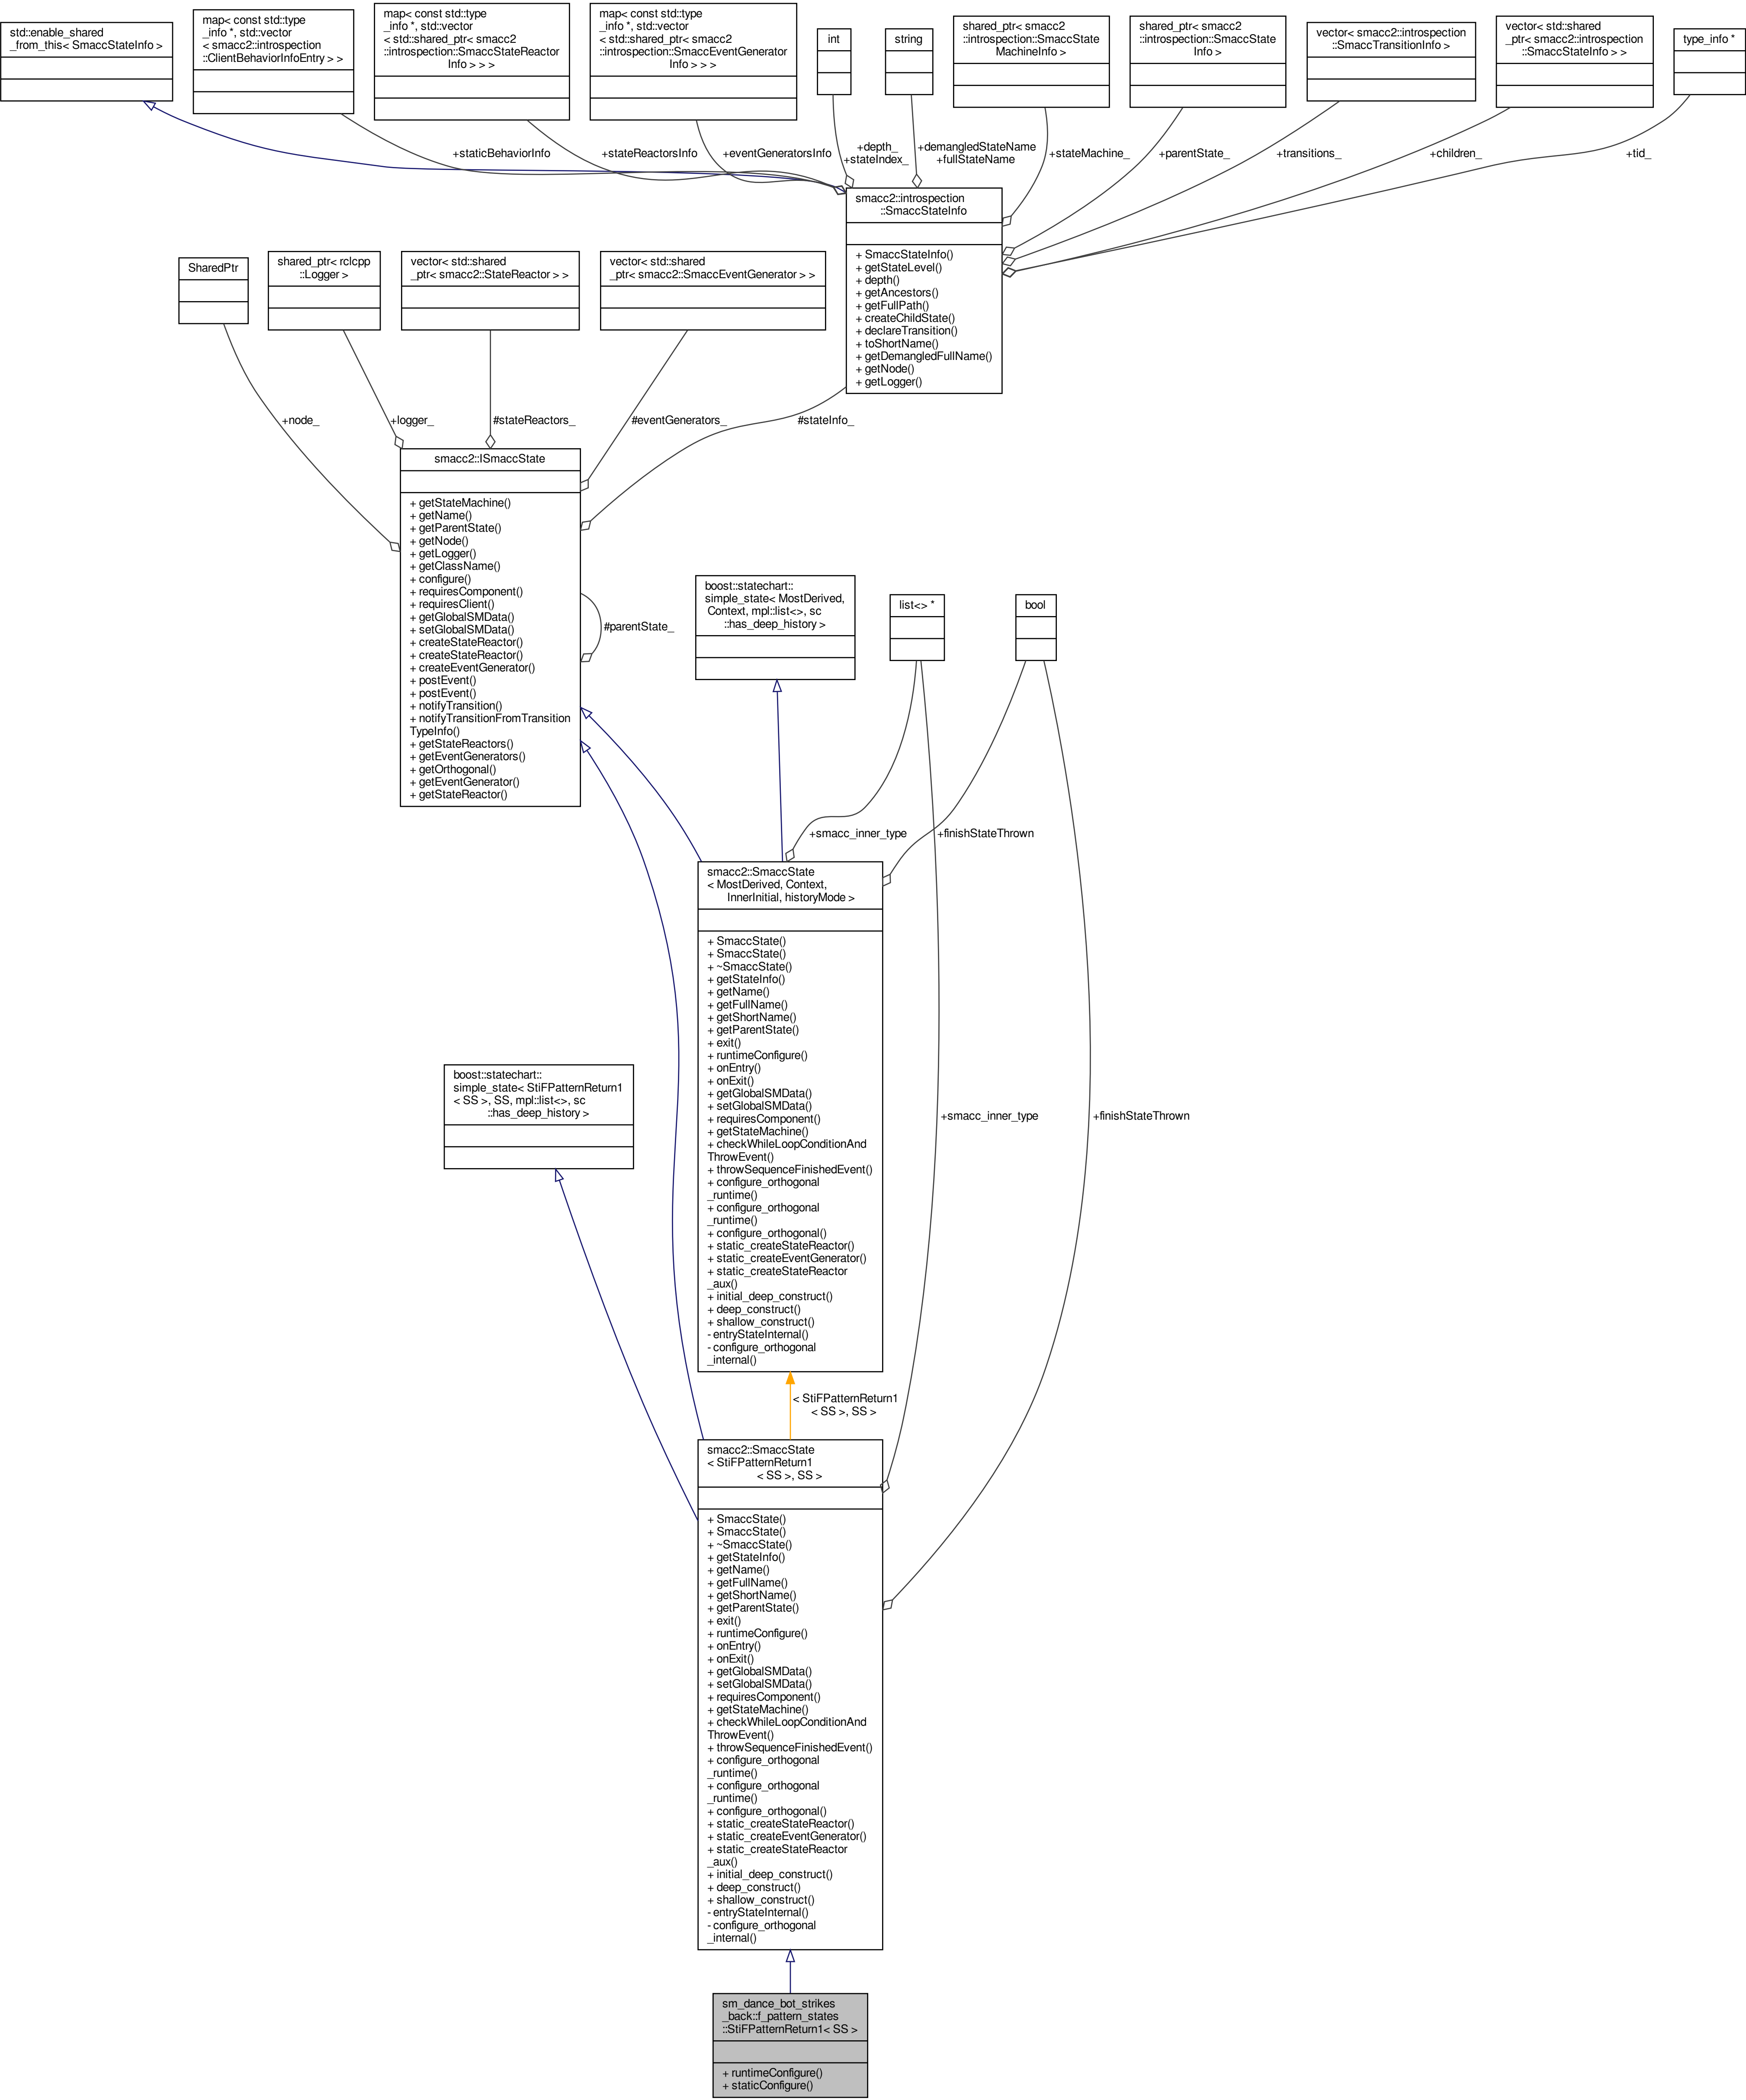 std::enable_shared
_from_this< SmaccStateInfo >
map< const std::type
_info *, std::vector
< smacc2::introspection
::ClientBehaviorInfoEntry > >
map< const std::type
_info *, std::vector
< std::shared_ptr< smacc2
::introspection::SmaccStateReactor
Info > > >
map< const std::type
_info *, std::vector
< std::shared_ptr< smacc2
::introspection::SmaccEventGenerator
Info > > >
int
string
shared_ptr< smacc2
::introspection::SmaccState
MachineInfo >
shared_ptr< smacc2
::introspection::SmaccState
Info >
vector< smacc2::introspection
::SmaccTransitionInfo >
vector< std::shared
_ptr< smacc2::introspection
::SmaccStateInfo > >
type_info *
+staticBehaviorInfo
+stateReactorsInfo
+eventGeneratorsInfo
+depth_
+stateIndex_
+demangledStateName
+fullStateName
+stateMachine_
+parentState_
+transitions_
+children_
+tid_
smacc2::introspection
::SmaccStateInfo
+ SmaccStateInfo()
+ getStateLevel()
+ depth()
+ getAncestors()
+ getFullPath()
+ createChildState()
+ declareTransition()
+ toShortName()
+ getDemangledFullName()
+ getNode()
+ getLogger()
SharedPtr
shared_ptr< rclcpp
::Logger >
vector< std::shared
_ptr< smacc2::StateReactor > >
vector< std::shared
_ptr< smacc2::SmaccEventGenerator > >
+node_
+logger_
#stateReactors_
#eventGenerators_
#stateInfo_
smacc2::ISmaccState
+ getStateMachine()
+ getName()
+ getParentState()
+ getNode()
+ getLogger()
+ getClassName()
+ configure()
+ requiresComponent()
+ requiresClient()
+ getGlobalSMData()
+ setGlobalSMData()
+ createStateReactor()
+ createStateReactor()
+ createEventGenerator()
+ postEvent()
+ postEvent()
+ notifyTransition()
+ notifyTransitionFromTransition
TypeInfo()
+ getStateReactors()
+ getEventGenerators()
+ getOrthogonal()
+ getEventGenerator()
+ getStateReactor()
#parentState_
boost::statechart::
simple_state< MostDerived,
Context, mpl::list<>, sc
::has_deep_history >
list<> *
bool
+smacc_inner_type
+finishStateThrown
smacc2::SmaccState
< MostDerived, Context,
InnerInitial, historyMode >
+ SmaccState()
+ SmaccState()
+ ~SmaccState()
+ getStateInfo()
+ getName()
+ getFullName()
+ getShortName()
+ getParentState()
+ exit()
+ runtimeConfigure()
+ onEntry()
+ onExit()
+ getGlobalSMData()
+ setGlobalSMData()
+ requiresComponent()
+ getStateMachine()
+ checkWhileLoopConditionAnd
ThrowEvent()
+ throwSequenceFinishedEvent()
+ configure_orthogonal
_runtime()
+ configure_orthogonal
_runtime()
+ configure_orthogonal()
+ static_createStateReactor()
+ static_createEventGenerator()
+ static_createStateReactor
_aux()
+ initial_deep_construct()
+ deep_construct()
+ shallow_construct()
- entryStateInternal()
- configure_orthogonal
_internal()
boost::statechart::
simple_state< StiFPatternReturn1
< SS >, SS, mpl::list<>, sc
::has_deep_history >
+smacc_inner_type
+finishStateThrown
< StiFPatternReturn1
< SS >, SS >
smacc2::SmaccState
< StiFPatternReturn1
< SS >, SS >
+ SmaccState()
+ SmaccState()
+ ~SmaccState()
+ getStateInfo()
+ getName()
+ getFullName()
+ getShortName()
+ getParentState()
+ exit()
+ runtimeConfigure()
+ onEntry()
+ onExit()
+ getGlobalSMData()
+ setGlobalSMData()
+ requiresComponent()
+ getStateMachine()
+ checkWhileLoopConditionAnd
ThrowEvent()
+ throwSequenceFinishedEvent()
+ configure_orthogonal
_runtime()
+ configure_orthogonal
_runtime()
+ configure_orthogonal()
+ static_createStateReactor()
+ static_createEventGenerator()
+ static_createStateReactor
_aux()
+ initial_deep_construct()
+ deep_construct()
+ shallow_construct()
- entryStateInternal()
- configure_orthogonal
_internal()
sm_dance_bot_strikes
_back::f_pattern_states
::StiFPatternReturn1< SS >
+ runtimeConfigure()
+ staticConfigure()